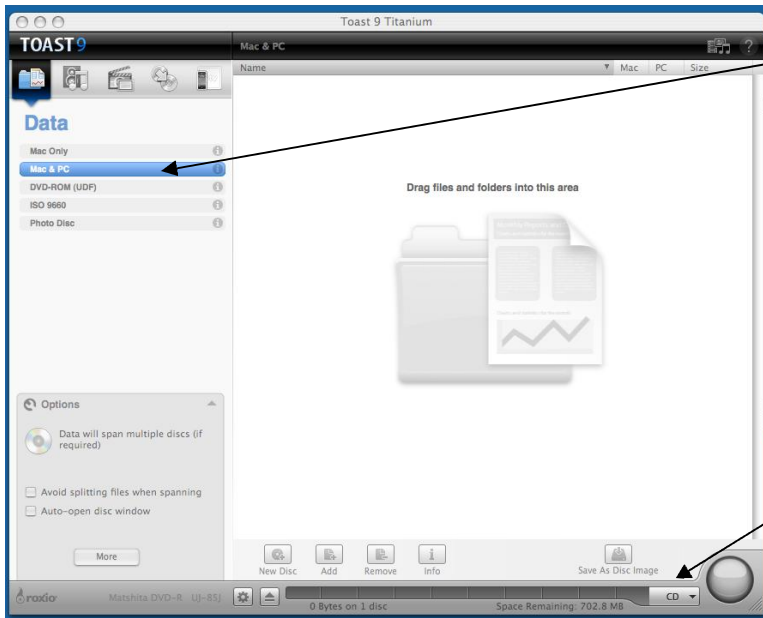 Toast 9 Titanium
TOAST 9
Mac & PC
?
Name Mac PC Size
Data
Mac Only
Mac & PC
DVD-ROM (UDF)
ISO 9660
Photo Disc
Drag files and folders into this area
Options
Data will span multiple discs (if
required)
Avoid splitting files when spanning
Auto-open disc window
More
New Disc Add Remove Info Save As Disc Image
roxio Matshita DVD-R UJ-85J
CD
0 Bytes on 1 disc Space Remaining: 702.8 MB